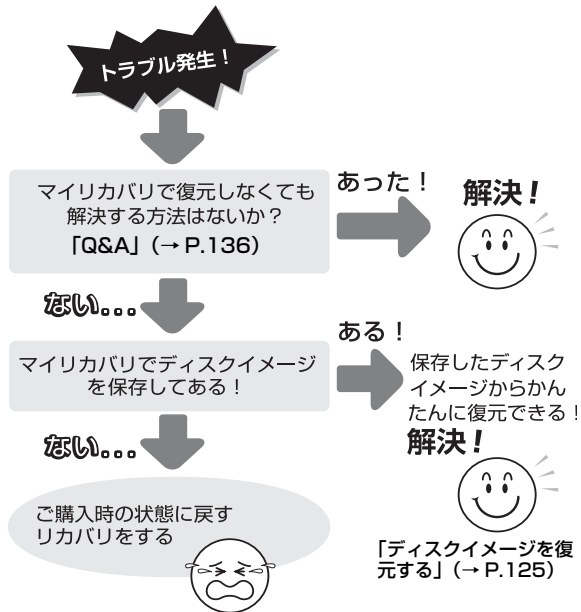 トラブル発生！
マイリカバリで復元しなくても
解決する方法はないか？
「Q&A」（→ P.136）
あった！
解決！
ない...
マイリカバリでディスクイメージ
を保存してある！
ある！
保存したディスク
イメージからかん
たんに復元できる！
解決！
「ディスクイメージを復
元する」（→ P.125）
ない...
ご購入時の状態に戻す
リカバリをする